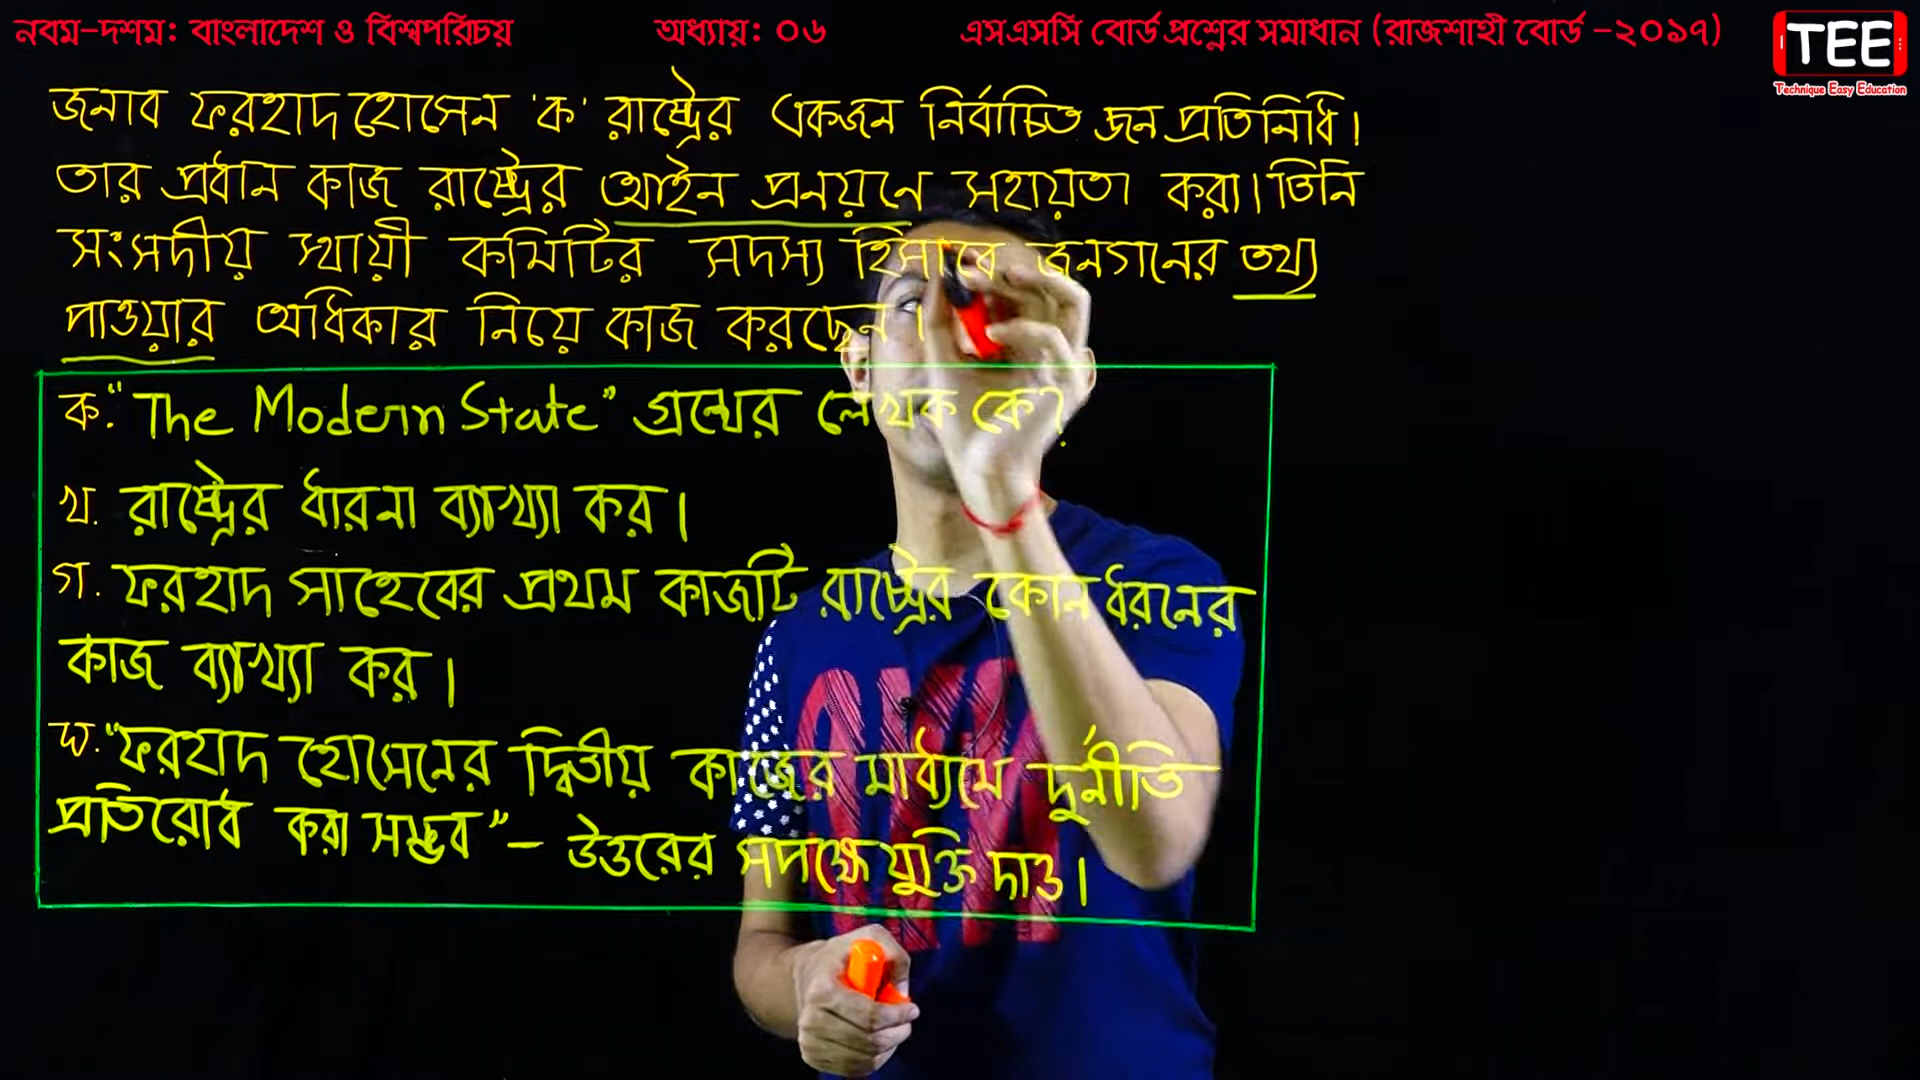 নবম-দশম: বাংলাদেশ ও বিশ্বপরিচয়
অধ্যায়: ০৬
এসএসসি বোর্ড প্রশ্নের সমাধান (রাজশাহী বোর্ড -২০১৭)
TEE
Technique Easy Education
জনাব ফরহাদ হোসেন 'ক' রাষ্ট্রের একজন নির্বাচিত জন প্রতিনিধি।
তার প্রধান কাজ রাষ্ট্রের আইন প্রনয়নে সহায়তা করা। তিনি
সংসদীয় স্থায়ী কমিটির সদস্য হিসাবে জনগনের তথ্য
পাওয়ার অধিকার নিয়ে কাজ করছেন।
ক. "The Modern State" গ্রন্থের লেখক কে?
খ. রাষ্ট্রের ধারনা ব্যাখ্যা কর।
গ. ফরহাদ সাহেবের প্রথম কাজটি রাষ্ট্রের কোন ধরনের
কাজ ব্যাখ্যা কর।
ঘ. "ফরহাদ হোসেনের দ্বিতীয় কাজের মাধ্যমে দুর্নীতি
প্রতিরোধ করা সম্ভব" - উত্তরের সপক্ষে যুক্তি দাও।